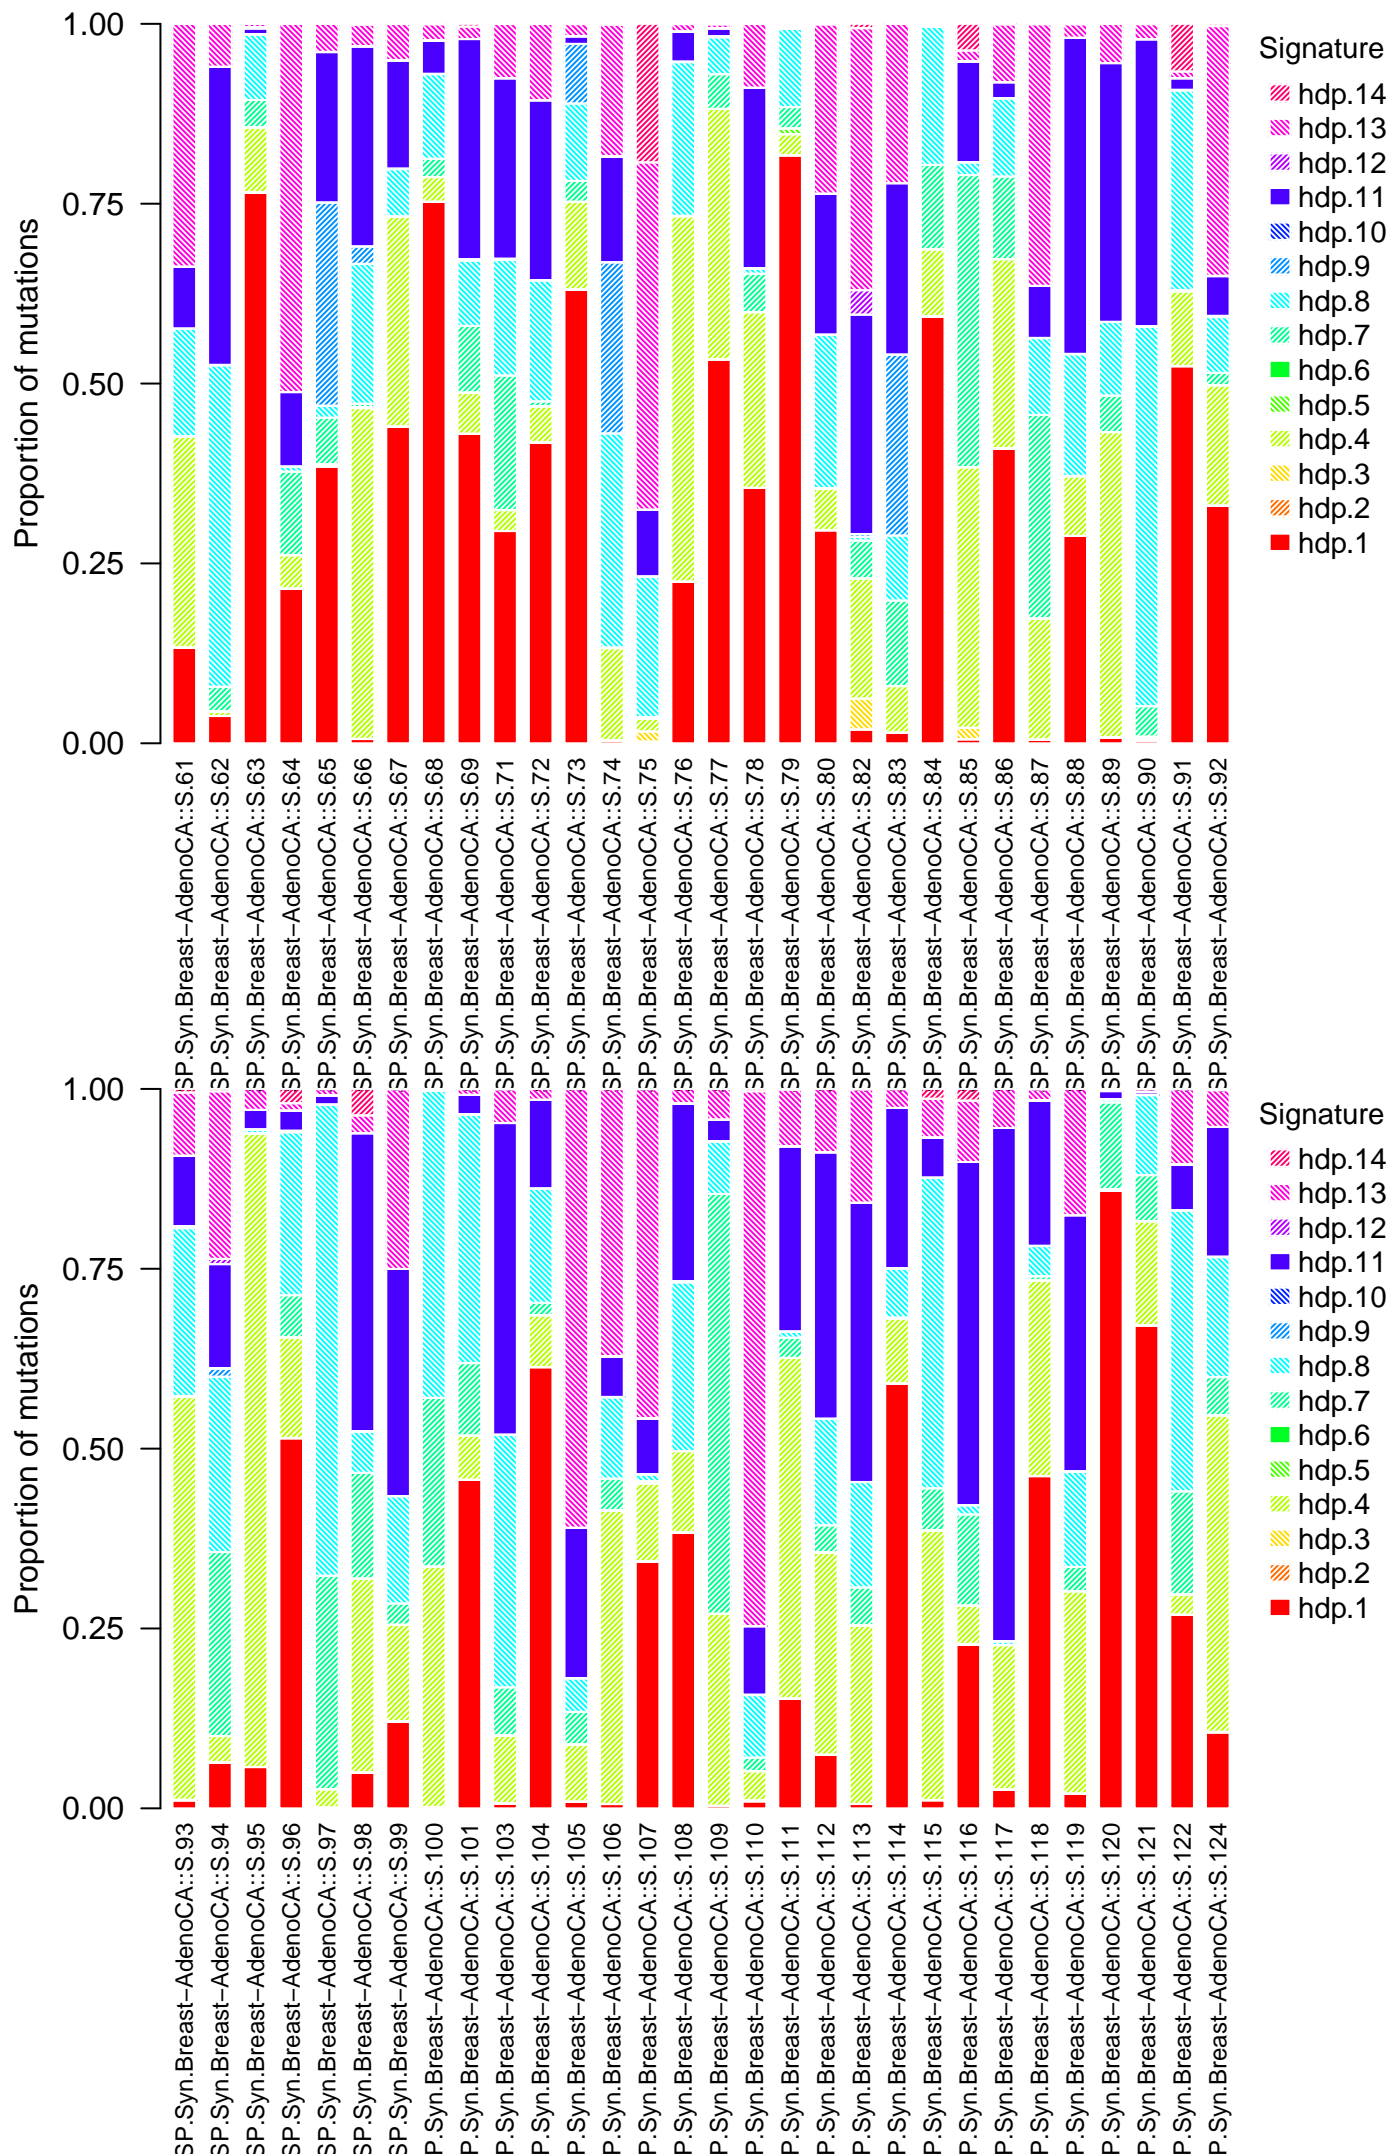 Proportion of mutations
1.00
0.75
0.50
0.25
0.00
Signature
hdp.14
hdp.13
hdp.12
hdp.11
hdp.10
hdp.9
hdp.8
hdp.7
hdp.6
hdp.5
hdp.4
hdp.3
hdp.2
hdp.1
SP.Syn.Breast−AdenoCA::S.61
SP.Syn.Breast−AdenoCA::S.62
SP.Syn.Breast−AdenoCA::S.63
SP.Syn.Breast−AdenoCA::S.64
SP.Syn.Breast−AdenoCA::S.65
SP.Syn.Breast−AdenoCA::S.66
SP.Syn.Breast−AdenoCA::S.67
SP.Syn.Breast−AdenoCA::S.68
SP.Syn.Breast−AdenoCA::S.69
SP.Syn.Breast−AdenoCA::S.71
SP.Syn.Breast−AdenoCA::S.72
SP.Syn.Breast−AdenoCA::S.73
SP.Syn.Breast−AdenoCA::S.74
SP.Syn.Breast−AdenoCA::S.75
SP.Syn.Breast−AdenoCA::S.76
SP.Syn.Breast−AdenoCA::S.77
SP.Syn.Breast−AdenoCA::S.78
SP.Syn.Breast−AdenoCA::S.79
SP.Syn.Breast−AdenoCA::S.80
SP.Syn.Breast−AdenoCA::S.82
SP.Syn.Breast−AdenoCA::S.83
SP.Syn.Breast−AdenoCA::S.84
SP.Syn.Breast−AdenoCA::S.85
SP.Syn.Breast−AdenoCA::S.86
SP.Syn.Breast−AdenoCA::S.87
SP.Syn.Breast−AdenoCA::S.88
SP.Syn.Breast−AdenoCA::S.89
SP.Syn.Breast−AdenoCA::S.90
SP.Syn.Breast−AdenoCA::S.91
SP.Syn.Breast−AdenoCA::S.92
Proportion of mutations
1.00
0.75
0.50
0.25
0.00
Signature
hdp.14
hdp.13
hdp.12
hdp.11
hdp.10
hdp.9
hdp.8
hdp.7
hdp.6
hdp.5
hdp.4
hdp.3
hdp.2
hdp.1
SP.Syn.Breast−AdenoCA::S.93
SP.Syn.Breast−AdenoCA::S.94
SP.Syn.Breast−AdenoCA::S.95
SP.Syn.Breast−AdenoCA::S.96
SP.Syn.Breast−AdenoCA::S.97
SP.Syn.Breast−AdenoCA::S.98
SP.Syn.Breast−AdenoCA::S.99
P.Syn.Breast−AdenoCA::S.100
P.Syn.Breast−AdenoCA::S.101
P.Syn.Breast−AdenoCA::S.103
P.Syn.Breast−AdenoCA::S.104
P.Syn.Breast−AdenoCA::S.105
P.Syn.Breast−AdenoCA::S.106
P.Syn.Breast−AdenoCA::S.107
P.Syn.Breast−AdenoCA::S.108
P.Syn.Breast−AdenoCA::S.109
P.Syn.Breast−AdenoCA::S.110
P.Syn.Breast−AdenoCA::S.111
P.Syn.Breast−AdenoCA::S.112
P.Syn.Breast−AdenoCA::S.113
P.Syn.Breast−AdenoCA::S.114
P.Syn.Breast−AdenoCA::S.115
P.Syn.Breast−AdenoCA::S.116
P.Syn.Breast−AdenoCA::S.117
P.Syn.Breast−AdenoCA::S.118
P.Syn.Breast−AdenoCA::S.119
P.Syn.Breast−AdenoCA::S.120
P.Syn.Breast−AdenoCA::S.121
P.Syn.Breast−AdenoCA::S.122
P.Syn.Breast−AdenoCA::S.124